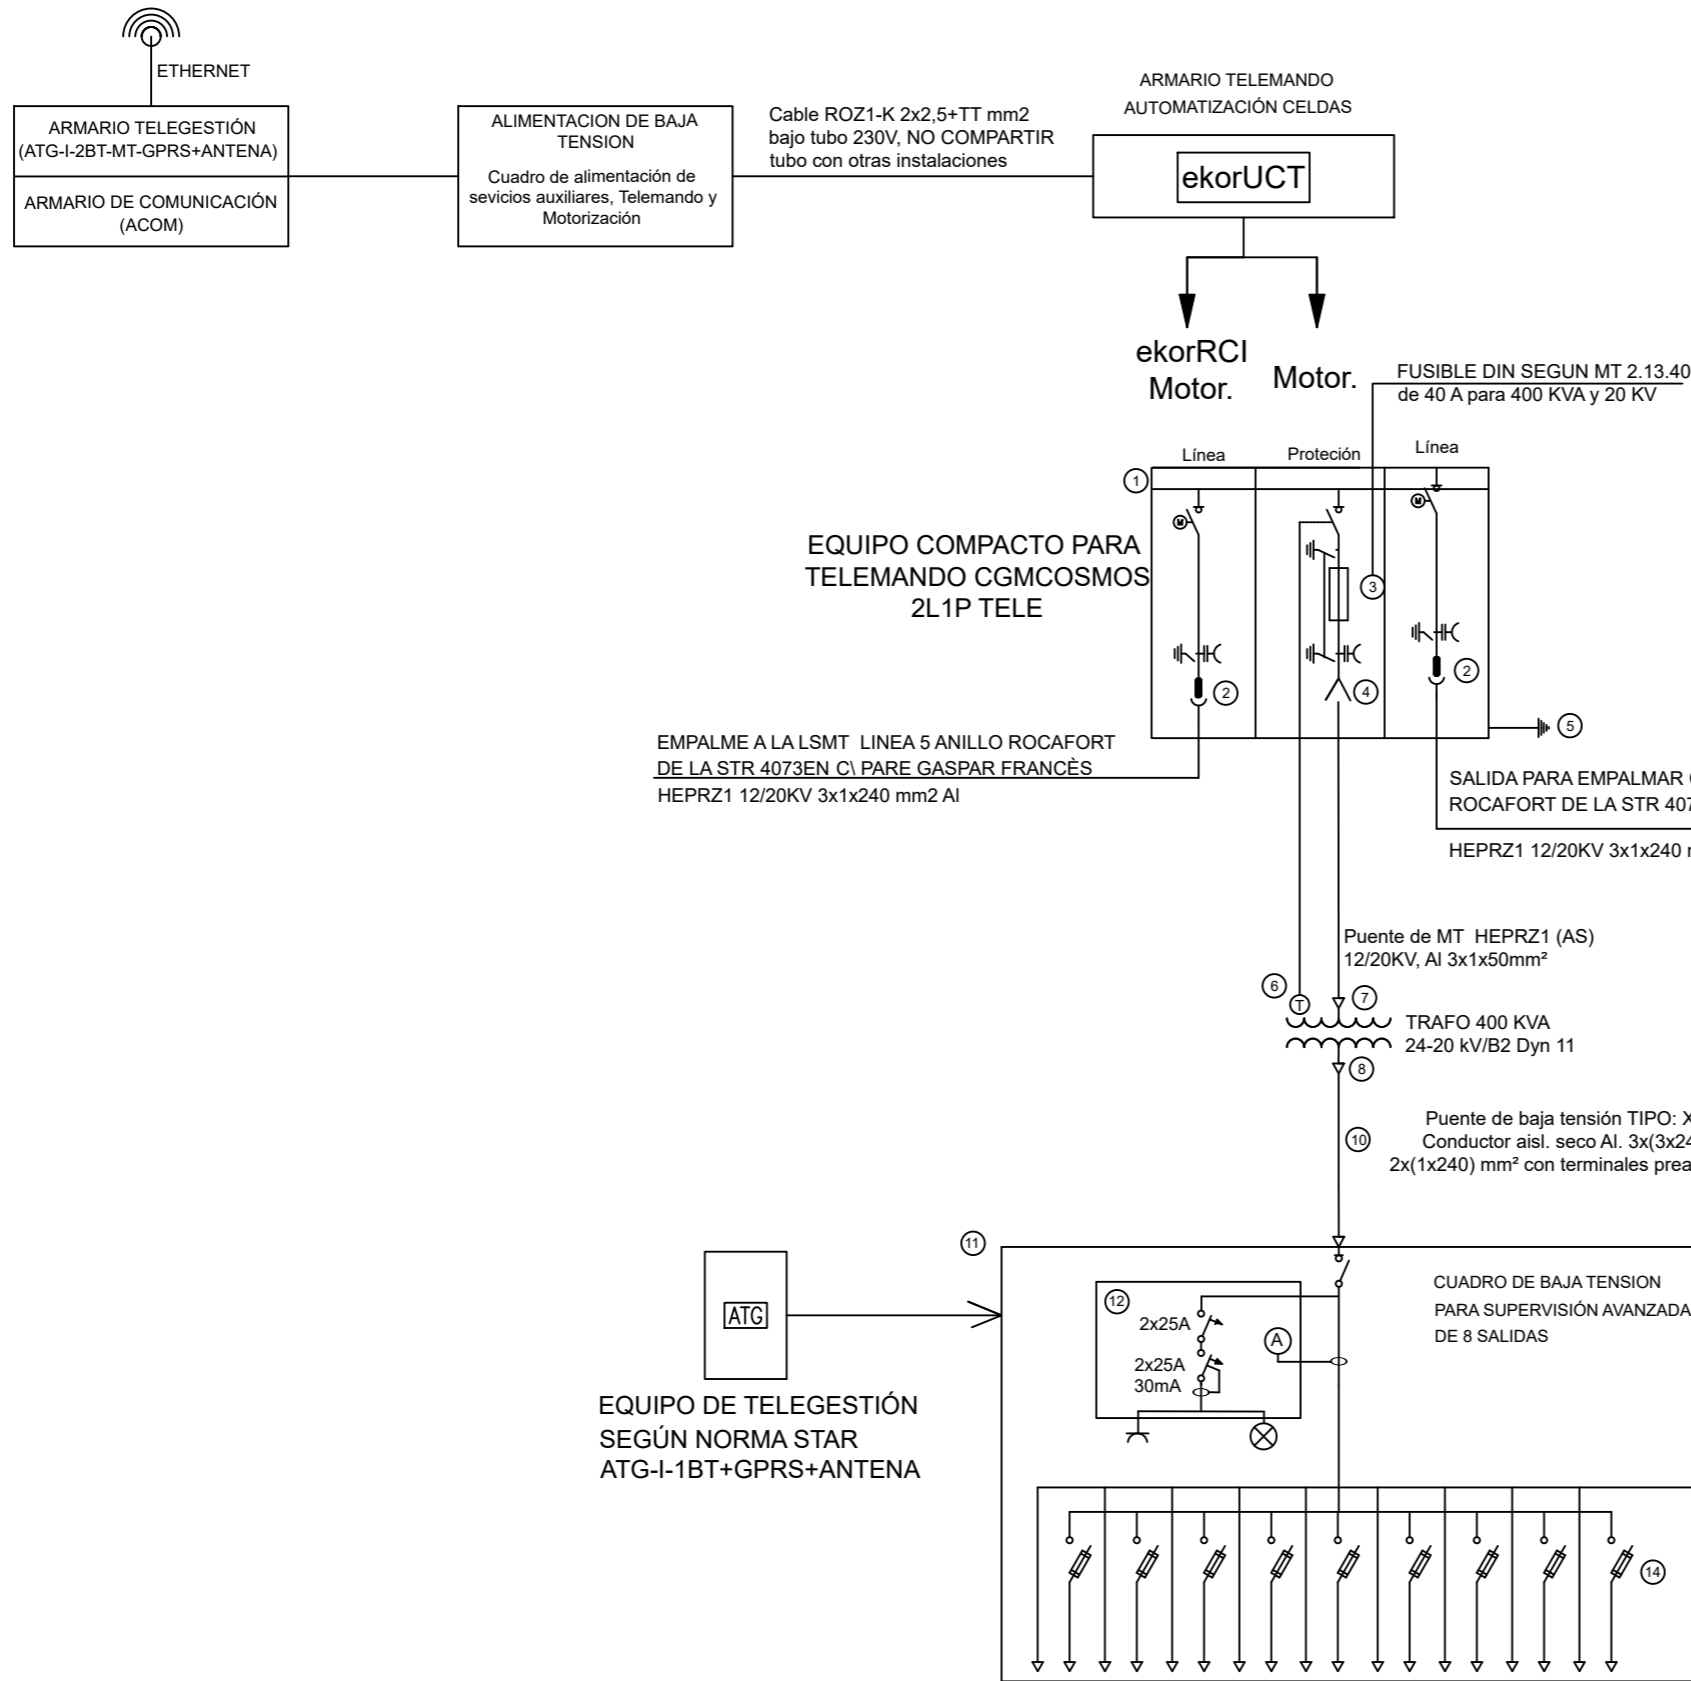 ETHERNET
ARMARIO TELEGESTIÓN
(ATG-I-2BT-MT-GPRS+ANTENA)
ARMARIO DE COMUNICACIÓN
(ACOM)
ALIMENTACION DE BAJA
TENSION
Cuadro de alimentación de
sevicios auxiliares, Telemando y
Motorización
Cable ROZ1-K 2x2,5+TT mm2
bajo tubo 230V, NO COMPARTIR
tubo con otras instalaciones
ARMARIO TELEMANDO
AUTOMATIZACIÓN CELDAS
ekorUCT
ekorRCI
Motor.
Motor.
FUSIBLE DIN SEGUN MT 2.13.40
de 40 A para 400 KVA y 20 KV
Línea
Proteción
Línea
1
M
M
EQUIPO COMPACTO PARA
TELEMANDO CGMCOSMOS
2L1P TELE
3
2
4
2
5
EMPALME A LA LSMT LINEA 5 ANILLO ROCAFORT
DE LA STR 4073EN C\ PARE GASPAR FRANCÈS
HEPRZ1 12/20KV 3x1x240 mm2 Al
SALIDA PARA EMPALMAR
ROCAFORT DE LA STR 407
HEPRZ1 12/20KV 3x1x240
Puente de MT HEPRZ1 (AS)
12/20KV, Al 3x1x50mm²
6
T
7
TRAFO 400 KVA
24-20 kV/B2 Dyn 11
8
10
Puente de baja tensión TIPO: X
Conductor aisl. seco Al. 3x(3x24
2x(1x240) mm² con terminales prea
11
ATG
EQUIPO DE TELEGESTIÓN
SEGÚN NORMA STAR
ATG-I-1BT+GPRS+ANTENA
12
2x25A
2x25A
30mA
A
CUADRO DE BAJA TENSION
PARA SUPERVISIÓN AVANZADA
DE 8 SALIDAS
14